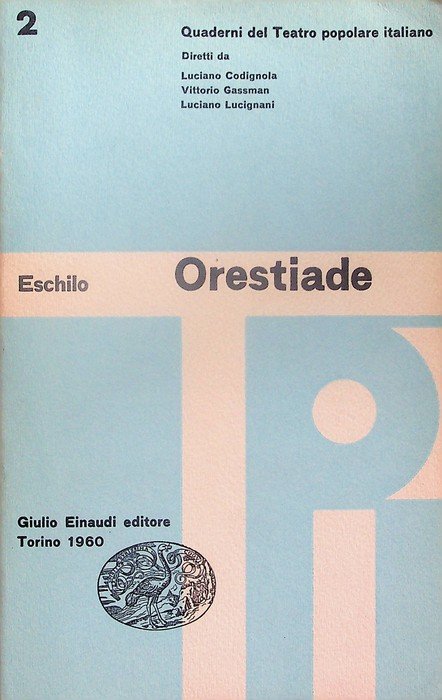 2
Quaderni del Teatro popolare italiano
Diretti da
Luciano Codignola
Vittorio Gassman
Luciano Lucignani
Eschilo
Orestiade
TPI
Giulio Einaudi editore
Torino 1960